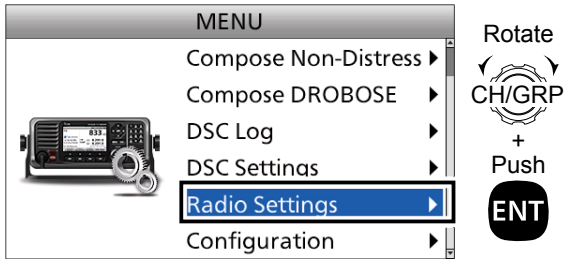 MENU
Compose Non-Distress
Compose DROBOSE
DSC Log
DSC Settings
Radio Settings
Configuration
Rotate
CH/GRP
+
Push
ENT